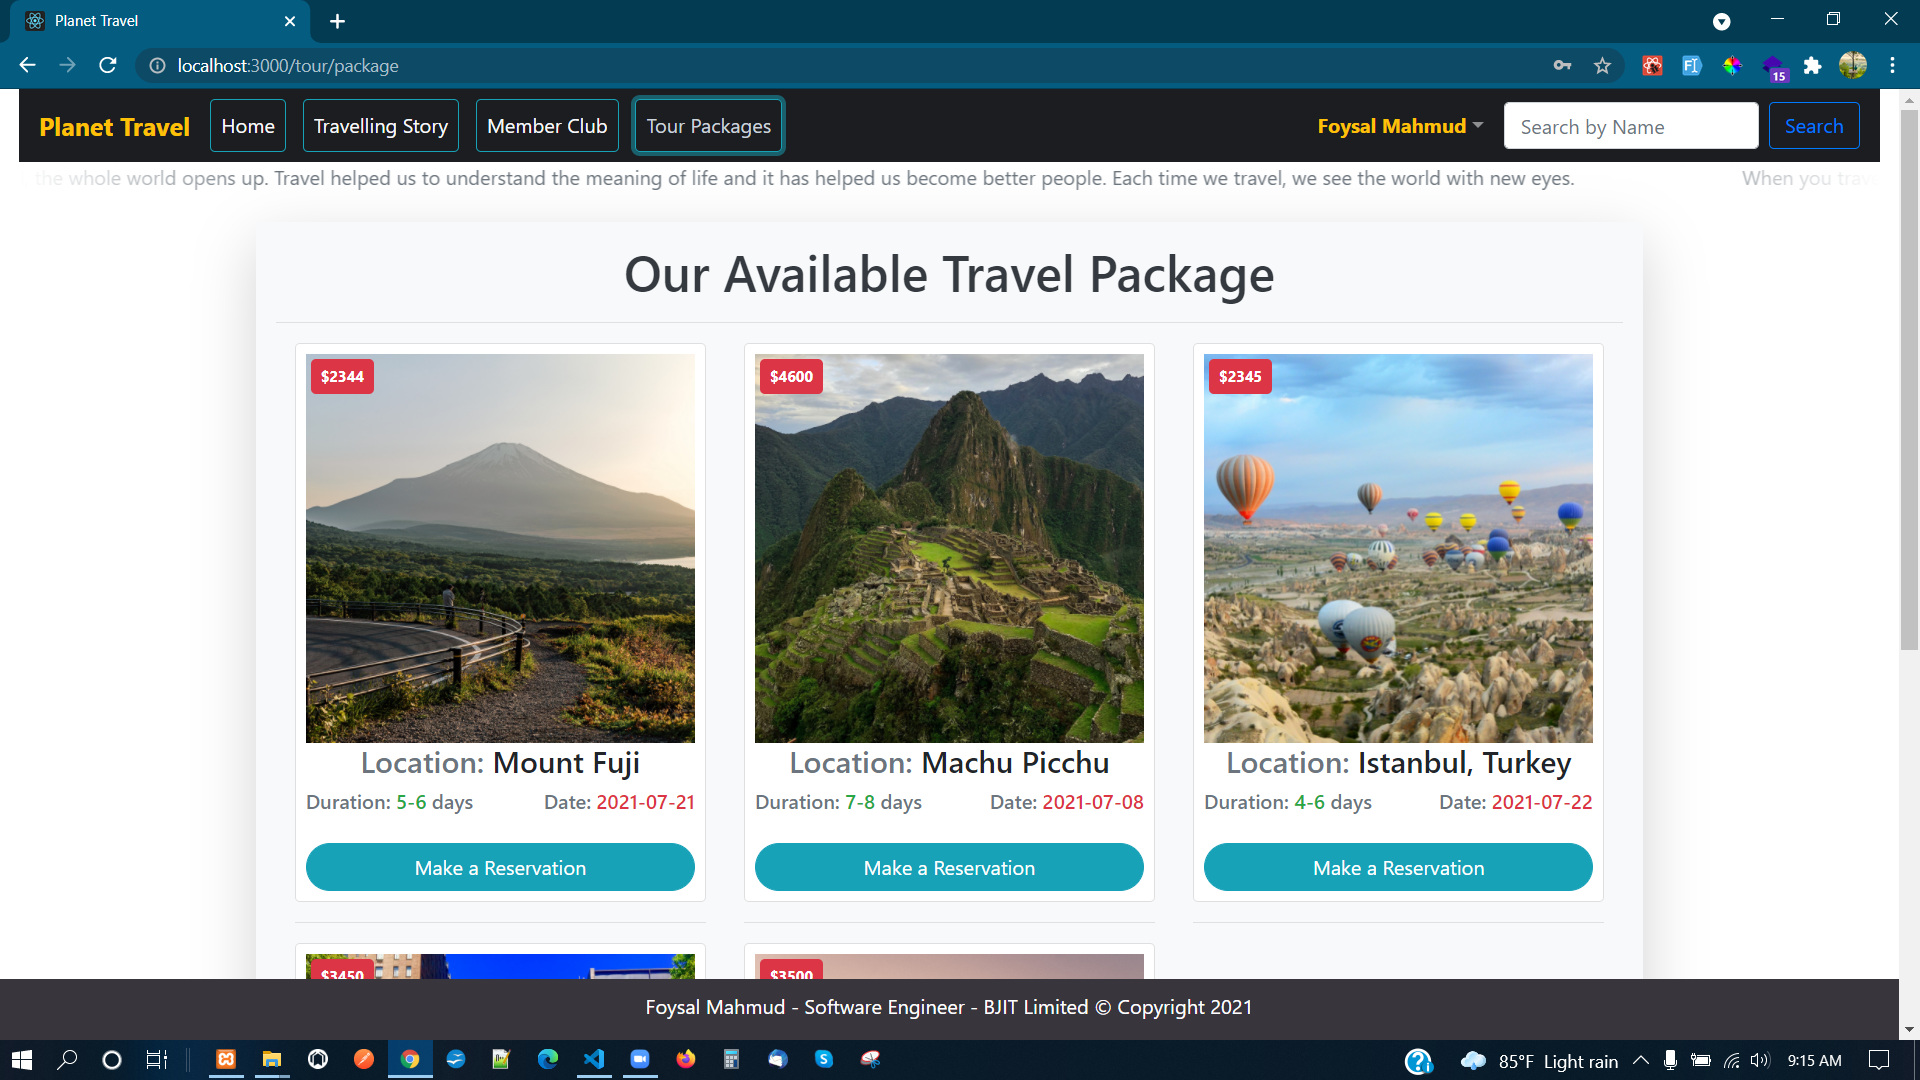 Planet Travel
localhost:3000/tour/package
15
Planet Travel Home Travelling Story Member Club Tour Packages Foysal Mahmud Search by Name Search
the whole world opens up. Travel helped us to understand the meaning of life and it has helped us become better people. Each time we travel, we see the world with new eyes. When you trave
Our Available Travel Package
$2344 $4600 $2345
Location: Mount Fuji Location: Machu Picchu Location: Istanbul, Turkey
Duration: 5-6 days Date: 2021-07-21 Duration: 7-8 days Date: 2021-07-08 Duration: 4-6 days Date: 2021-07-22
Make a Reservation Make a Reservation Make a Reservation
$3450 $3500
Foysal Mahmud - Software Engineer - BJIT Limited © Copyright 2021
85°F Light rain 9:15 AM